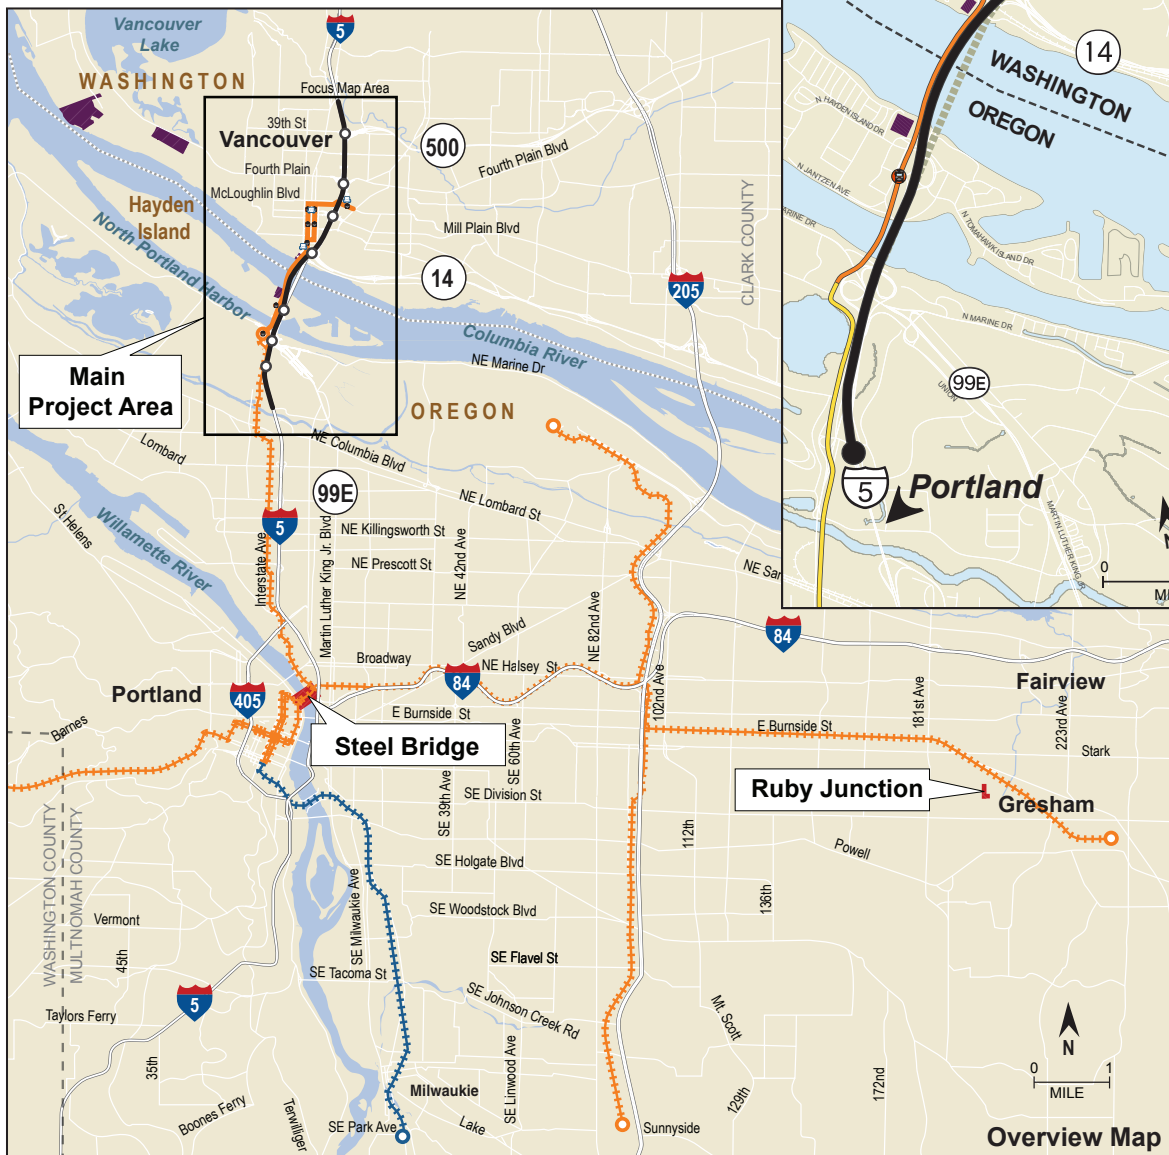 Vancouver
Lake
WASHINGTON
5
Focus Map Area
39th St
Vancouver
500
Fourth Plain Blvd
Fourth Plain
McLoughlin Blvd
Hayden
Island
Mill Plain Blvd
North Portland Harbor
14
CLARK COUNTY
205
Columbia River
NE Marine Dr
Main
Project Area
OREGON
Lombard
NE Columbia Blvd
99E
NE Lombard St
St Helens
Willamette River
5
Interstate Ave
Martin Luther King Jr. Blvd
NE Killingsworth St
NE Prescott St
NE 42nd Ave
NE San
Sandy Blvd
NE 82nd Ave
84
Broadway
NE Halsey St
84
102nd Ave
Fairview
181st Ave
223rd Ave
Portland
405
Barnes
E Burnside St
E Burnside St
Stark
Steel Bridge
SE 60th Ave
Ruby Junction
Gresham
SE 39th Ave
SE Division St
112th
Powell
SE Holgate Blvd
136th
WASHINGTON COUNTY
MULTNOMAH COUNTY
SE Milwaukie Ave
SE Woodstock Blvd
Vermont
45th
SE Flavel St
SE Tacoma St
SE Johnson Creek Rd
5
Taylors Ferry
Mt. Scott
35th
SE Linwood Ave
N
0 1
MILE
Milwaukie
129th
172nd
Boones Ferry
Terwilliger
SE Park Ave
Lake
Sunnyside
Overview Map
14
WASHINGTON
OREGON
N HAYDEN ISLAND DR
N JANTZEN AVE
ARINE DR
N TOMAHAWK ISLAND DR
N MARINE DR
UNION
99E
5
Portland
MARTIN LUTHER KING JR
N
0
MI